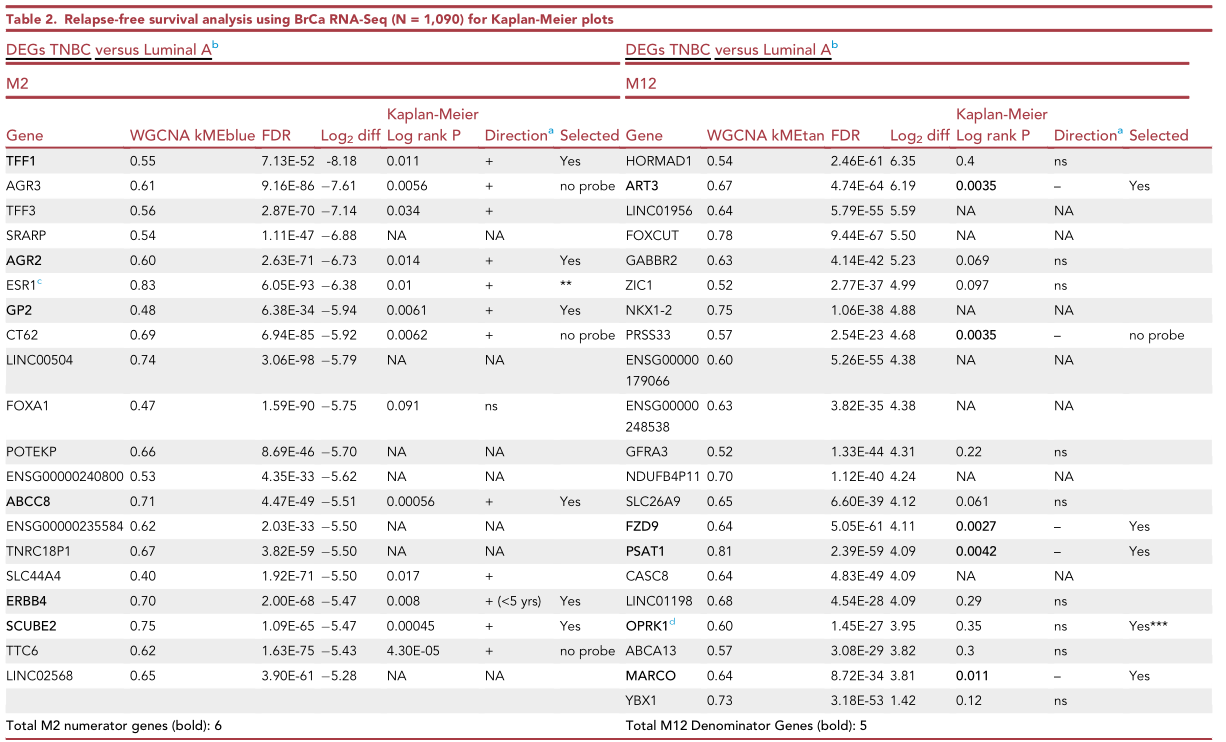 Table 2. Relapse-free survival analysis using BrCa RNA-Seq (N = 1,090) for Kaplan-Meier plots
DEGs TNBC versus Luminal Ab DEGs TNBC versus Luminal Ab
M2 M12
Kaplan-Meier Kaplan-Meier
Gene WGCNA kMEblue FDR Log2 diff Log rank P Directiona Selected Gene WGCNA kMEtan FDR Log2 diff Log rank P Directiona Selected
TFF1 0.55 7.13E-52 -8.18 0.011 + Yes HORMAD1 0.54 2.46E-61 6.35 0.4 ns
AGR3 0.61 9.16E-86 −7.61 0.0056 + no probe ART3 0.67 4.74E-64 6.19 0.0035 – Yes
TFF3 0.56 2.87E-70 −7.14 0.034 + LINC01956 0.64 5.79E-55 5.59 NA NA
SRARP 0.54 1.11E-47 −6.88 NA NA FOXCUT 0.78 9.44E-67 5.50 NA NA
AGR2 0.60 2.63E-71 −6.73 0.014 + Yes GABBR2 0.63 4.14E-42 5.23 0.069 ns
ESR1c 0.83 6.05E-93 −6.38 0.01 + ** ZIC1 0.52 2.77E-37 4.99 0.097 ns
GP2 0.48 6.38E-34 −5.94 0.0061 + Yes NKX1-2 0.75 1.06E-38 4.88 NA NA
CT62 0.69 6.94E-85 −5.92 0.0062 + no probe PRSS33 0.57 2.54E-23 4.68 0.0035 – no probe
LINC00504 0.74 3.06E-98 −5.79 NA NA ENSG00000 0.60 5.26E-55 4.38 NA NA
179066
FOXA1 0.47 1.59E-90 −5.75 0.091 ns ENSG00000 0.63 3.82E-35 4.38 NA NA
248538
POTEKP 0.66 8.69E-46 −5.70 NA NA GFRA3 0.52 1.33E-44 4.31 0.22 ns
ENSG00000240800 0.53 4.35E-33 −5.62 NA NA NDUFB4P11 0.70 1.12E-40 4.24 NA NA
ABCC8 0.71 4.47E-49 −5.51 0.00056 + Yes SLC26A9 0.65 6.60E-39 4.12 0.061 ns
ENSG00000235584 0.62 2.03E-33 −5.50 NA NA FZD9 0.64 5.05E-61 4.11 0.0027 – Yes
TNRC18P1 0.67 3.82E-59 −5.50 NA NA PSAT1 0.81 2.39E-59 4.09 0.0042 – Yes
SLC44A4 0.40 1.92E-71 −5.50 0.017 + CASC8 0.64 4.83E-49 4.09 NA NA
ERBB4 0.70 2.00E-68 −5.47 0.008 + (<5 yrs) Yes LINC01198 0.68 4.54E-28 4.09 0.29 ns
SCUBE2 0.75 1.09E-65 −5.47 0.00045 + Yes OPRK1d 0.60 1.45E-27 3.95 0.35 ns Yes***
TTC6 0.62 1.63E-75 −5.43 4.30E-05 + no probe ABCA13 0.57 3.08E-29 3.82 0.3 ns
LINC02568 0.65 3.90E-61 −5.28 NA NA MARCO 0.64 8.72E-34 3.81 0.011 – Yes
YBX1 0.73 3.18E-53 1.42 0.12 ns
Total M2 numerator genes (bold): 6 Total M12 Denominator Genes (bold): 5